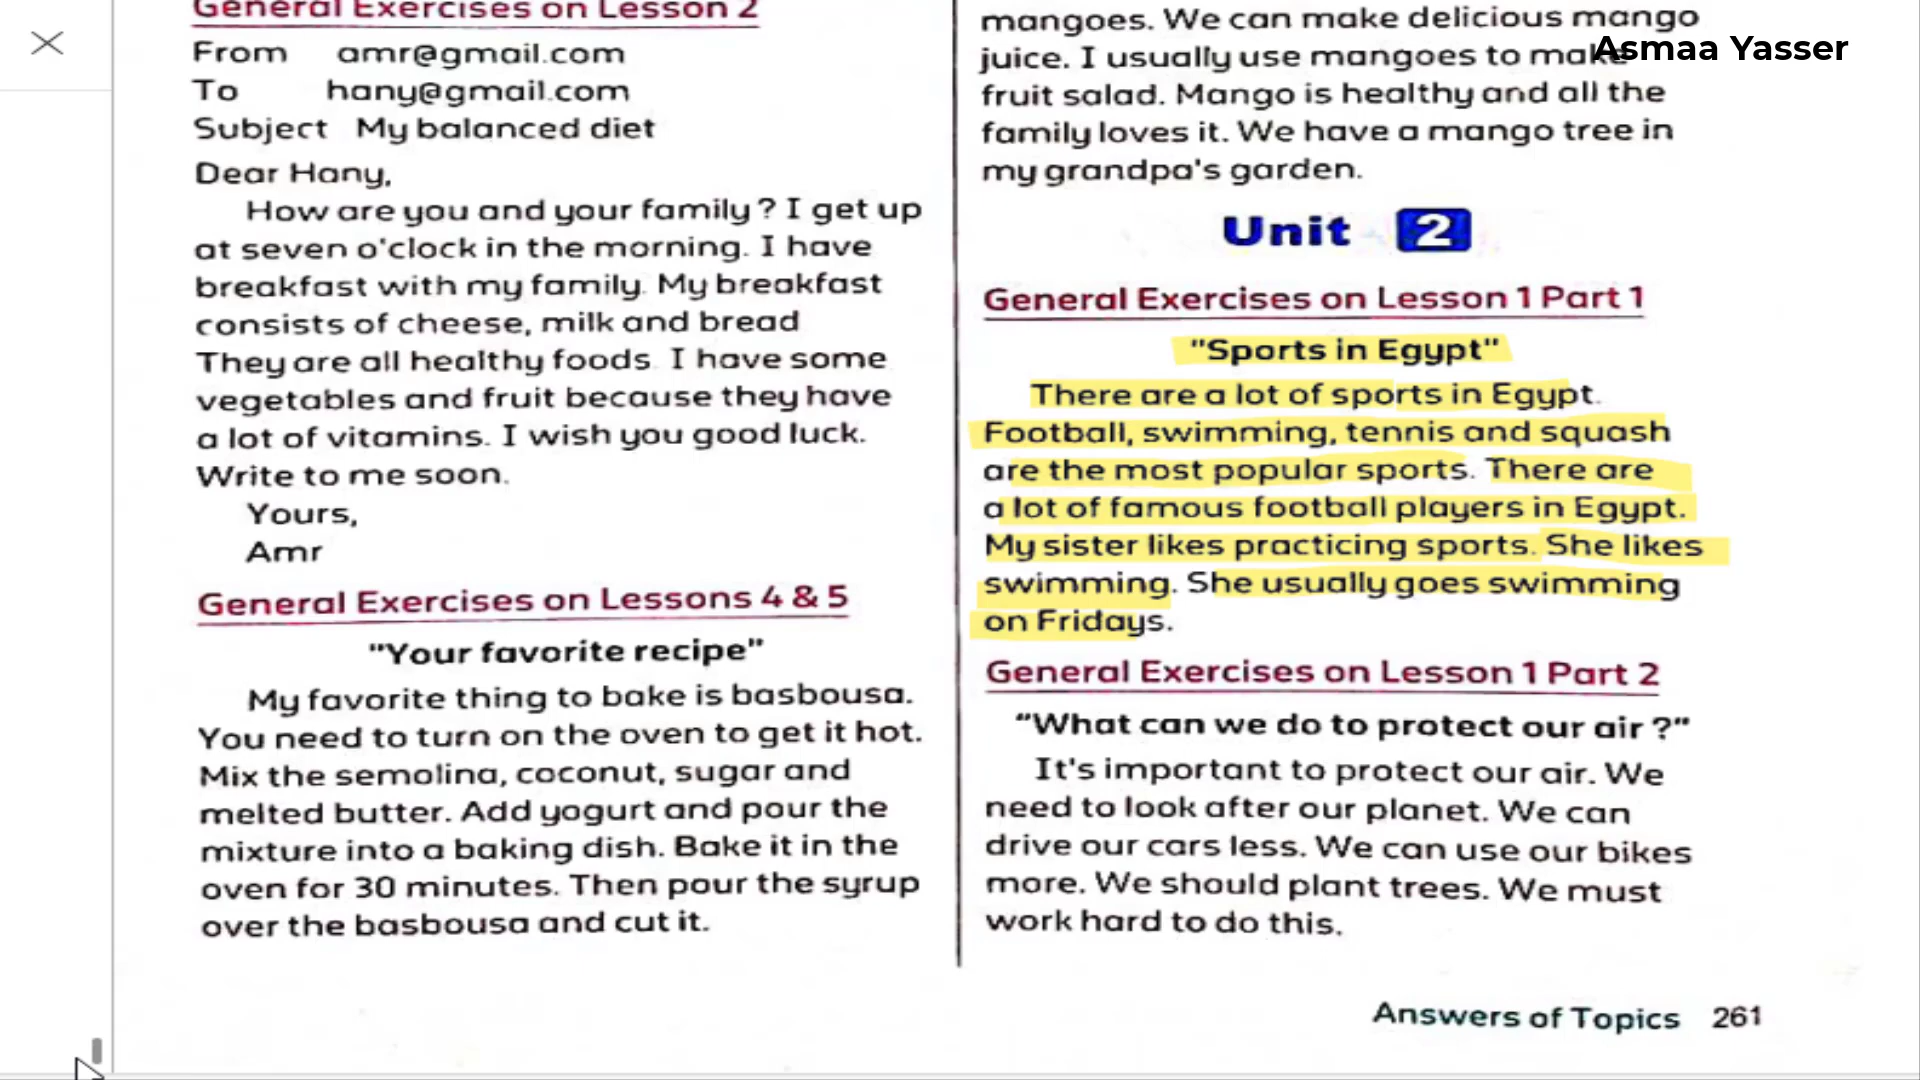 General Exercises on Lesson 2
From amr@gmail.com
To hany@gmail.com
Subject My balanced diet
Dear Hany,
How are you and your family? I get up
at seven o'clock in the morning. I have
breakfast with my family. My breakfast
consists of cheese, milk and bread
They are all healthy foods. I have some
vegetables and fruit because they have
a lot of vitamins. I wish you good luck.
Write to me soon.
Yours,
Amr
General Exercises on Lessons 4 & 5
"Your favorite recipe"
My favorite thing to bake is basbousa.
You need to turn on the oven to get it hot.
Mix the semolina, coconut, sugar and
melted butter. Add yogurt and pour the
mixture into a baking dish. Bake it in the
oven for 30 minutes. Then pour the syrup
over the basbousa and cut it.
mangoes. We can make delicious mango
juice. I usually use mangoes to make
fruit salad. Mango is healthy and all the
family loves it. We have a mango tree in
my grandpa's garden.
Asmaa Yasser
Unit 2
General Exercises on Lesson 1 Part 1
"Sports in Egypt"
There are a lot of sports in Egypt.
Football, swimming, tennis and squash
are the most popular sports. There are
a lot of famous football players in Egypt.
My sister likes practicing sports. She likes
swimming. She usually goes swimming
on Fridays.
General Exercises on Lesson 1 Part 2
"What can we do to protect our air?"
It's important to protect our air. We
need to look after our planet. We can
drive our cars less. We can use our bikes
more. We should plant trees. We must
work hard to do this.
Answers of Topics 261